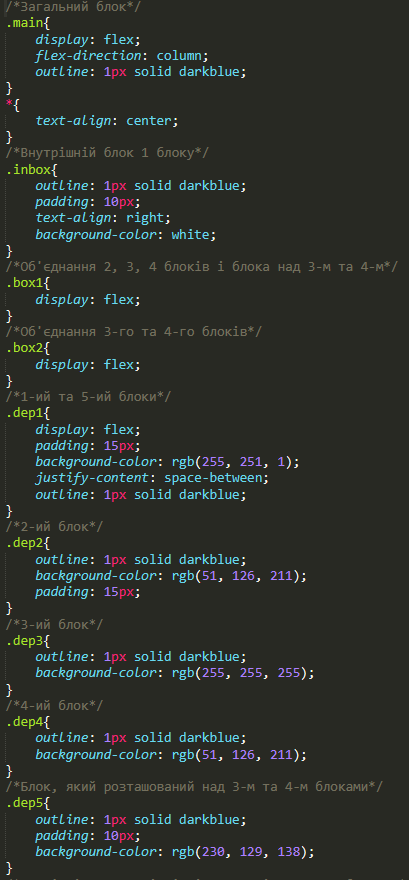 /*Загальний блок*/
.main{
    display: flex;
    flex-direction: column;
    outline: 1px solid darkblue;
}
*{
    text-align: center;
}
/*Внутрішній блок 1 блоку*/
.inbox{
    outline: 1px solid darkblue;
    padding: 10px;
    text-align: right;
    background-color: white;
}
/*Об'єднання 2, 3, 4 блоків і блока над 3-м та 4-м*/
.box1{
    display: flex;
}
/*Об'єднання 3-го та 4-го блоків*/
.box2{
    display: flex;
}
/*1-ий та 5-ий блоки*/
.dep1{
    display: flex;
    padding: 15px;
    background-color: rgb(255, 251, 1);
    justify-content: space-between;
    outline: 1px solid darkblue;
}
/*2-ий блок*/
.dep2{
    outline: 1px solid darkblue;
    background-color: rgb(51, 126, 211);
    padding: 15px;
}
/*3-ий блок*/
.dep3{
    outline: 1px solid darkblue;
    background-color: rgb(255, 255, 255);
}
/*4-ий блок*/
.dep4{
    outline: 1px solid darkblue;
    background-color: rgb(51, 126, 211);
}
/*Блок, який розташований над 3-м та 4-м блоками*/
.dep5{
    outline: 1px solid darkblue;
    padding: 10px;
    background-color: rgb(230, 129, 138);
}